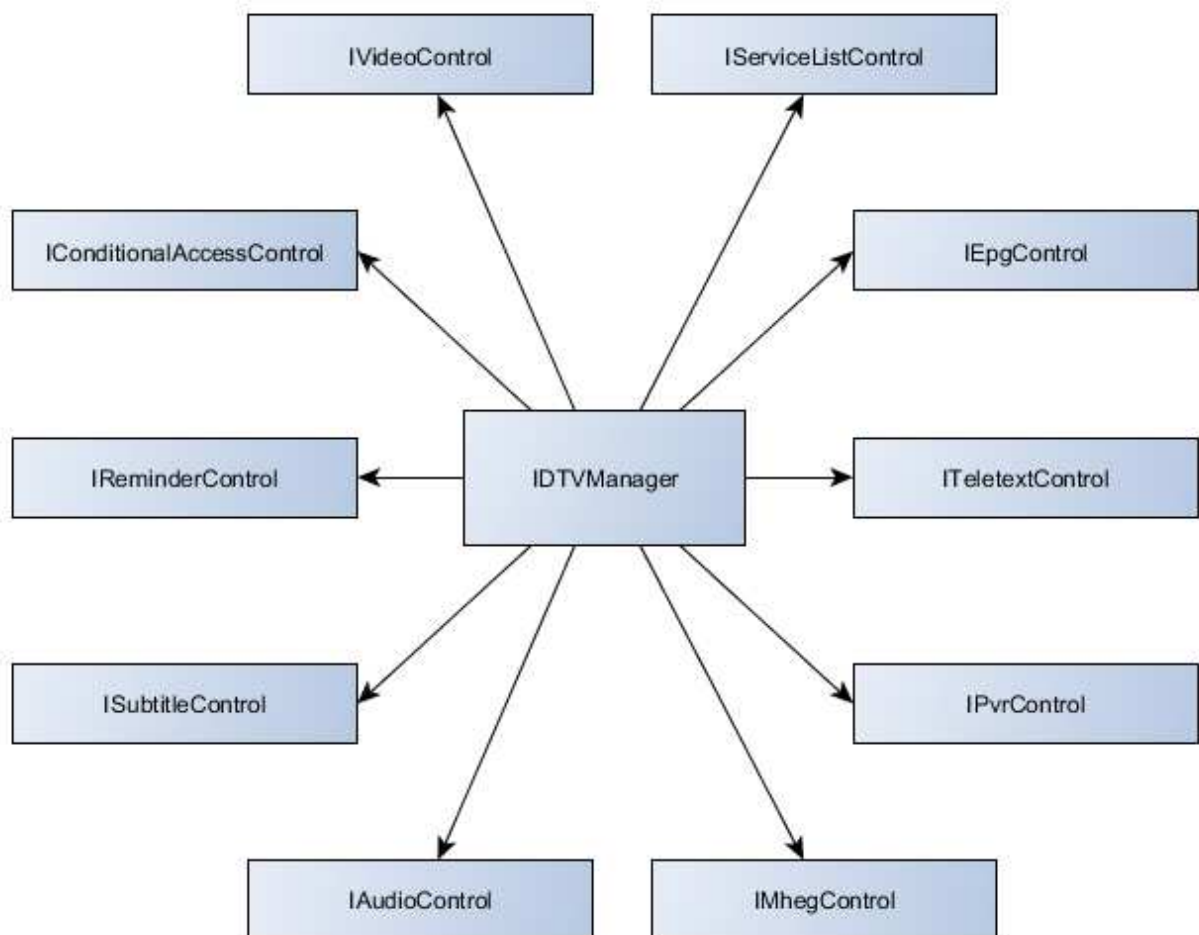 IVideoControl
IServiceListControl
IConditionalAccessControl
IEpgControl
IReminderControl
IDTVManager
ITeletextControl
ISubtitleControl
IPvrControl
IAudioControl
IMhegControl